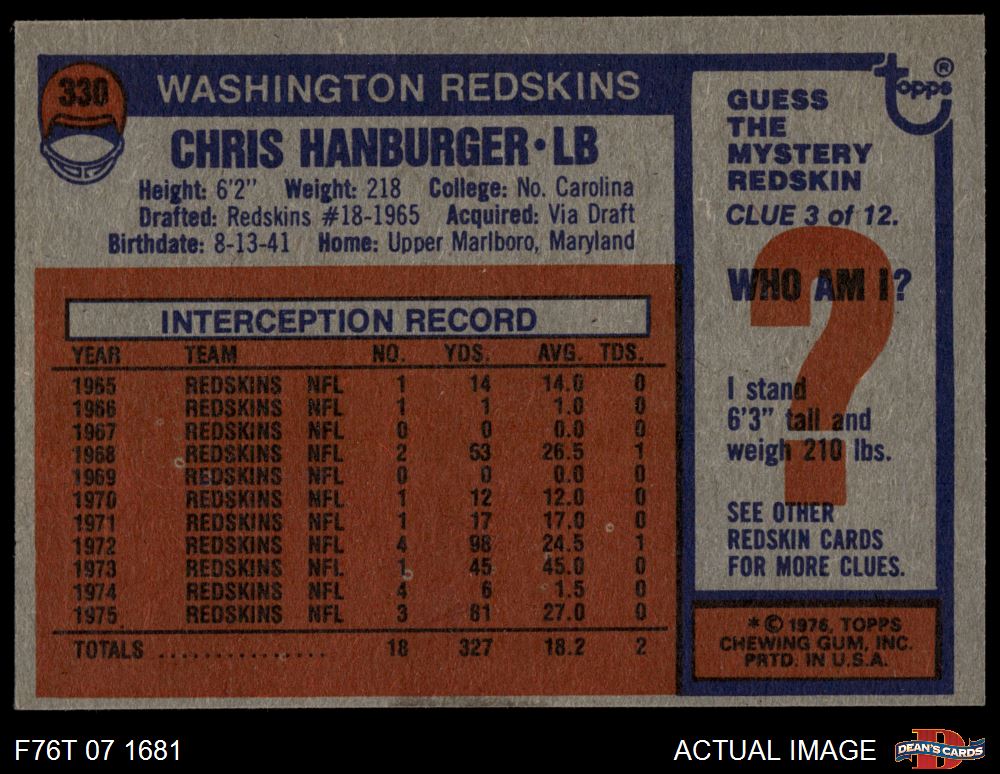 330
WASHINGTON REDSKINS
CHRIS HANBURGER • LB
Height: 6'2" Weight: 218 College: No. Carolina
Drafted: Redskins #18-1965 Acquired: Via Draft
Birthdate: 8-13-41 Home: Upper Marlboro, Maryland
INTERCEPTION RECORD
YEAR TEAM NO. YDS. AVG. TDS.
1965 REDSKINS NFL 1 14 14.0 0
1966 REDSKINS NFL 1 1 1.0 0
1967 REDSKINS NFL 0 0 0.0 0
1968 REDSKINS NFL 2 53 26.5 1
1969 REDSKINS NFL 0 0 0.0 0
1970 REDSKINS NFL 1 12 12.0 0
1971 REDSKINS NFL 1 17 17.0 0
1972 REDSKINS NFL 4 98 24.5 1
1973 REDSKINS NFL 1 45 45.0 0
1974 REDSKINS NFL 4 6 1.5 0
1975 REDSKINS NFL 3 81 27.0 0
TOTALS ................ 18 327 18.2 2
topps ®
GUESS
THE
MYSTERY
REDSKIN
CLUE 3 of 12.
?
WHO AM I?
I stand
6'3" tall and
weigh 210 lbs.
SEE OTHER
REDSKIN CARDS
FOR MORE CLUES.
* © 1976, TOPPS
CHEWING GUM, INC.
PRTD. IN U.S.A.
F76T 07 1681
ACTUAL IMAGE
D
DEAN'S CARDS